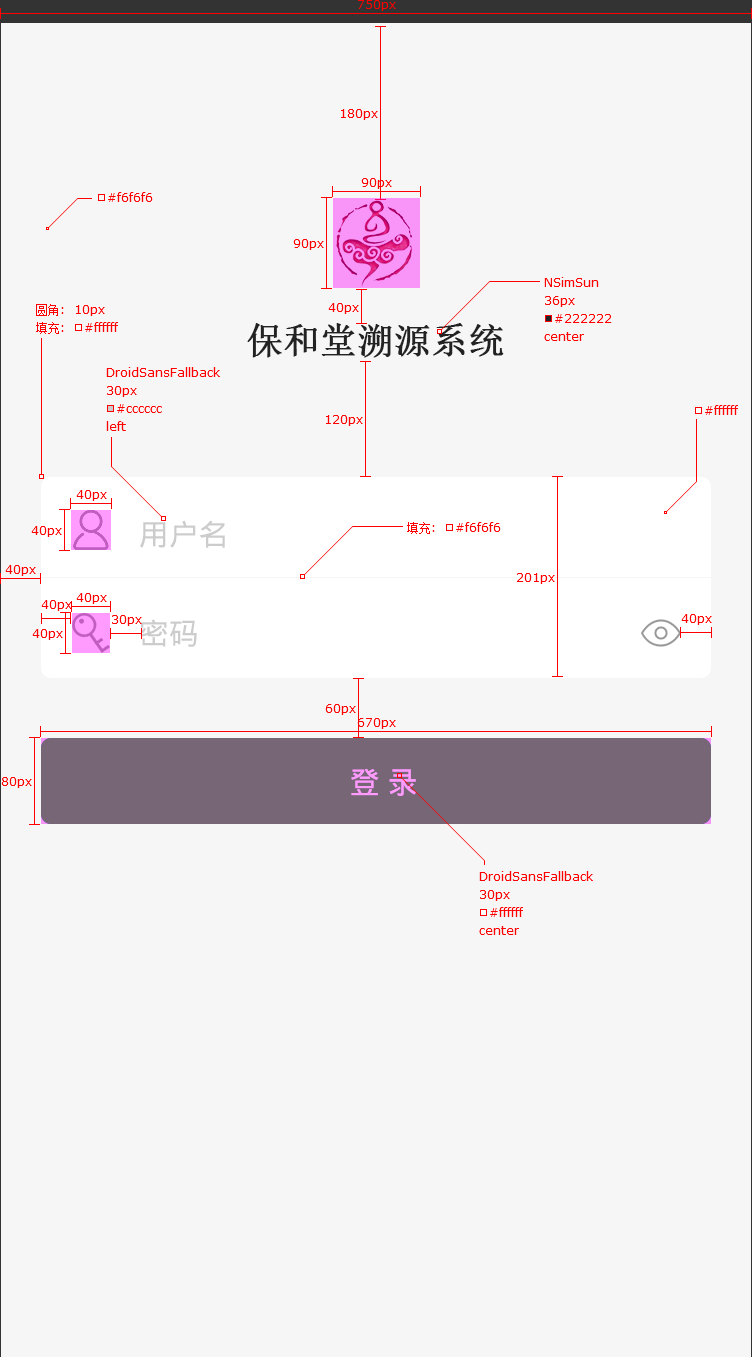 750px
180px
90px
#f6f6f6
90px
NSimSun
36px
#222222
center
40px
圆角: 10px
填充: #ffffff
保和堂溯源系统
DroidSansFallback
30px
#cccccc
left
120px
#ffffff
40px
40px
用户名
填充: #f6f6f6
40px
201px
40px
40px
30px
40px
密码
40px
60px
670px
80px
登 录
DroidSansFallback
30px
#ffffff
center